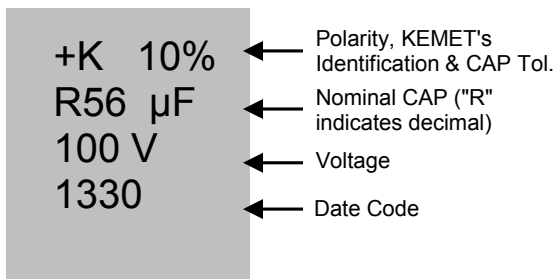 +K 10%
R56 µF
100 V
1330
Polarity, KEMET's
Identification & CAP Tol.
Nominal CAP ("R"
indicates decimal)
Voltage
Date Code